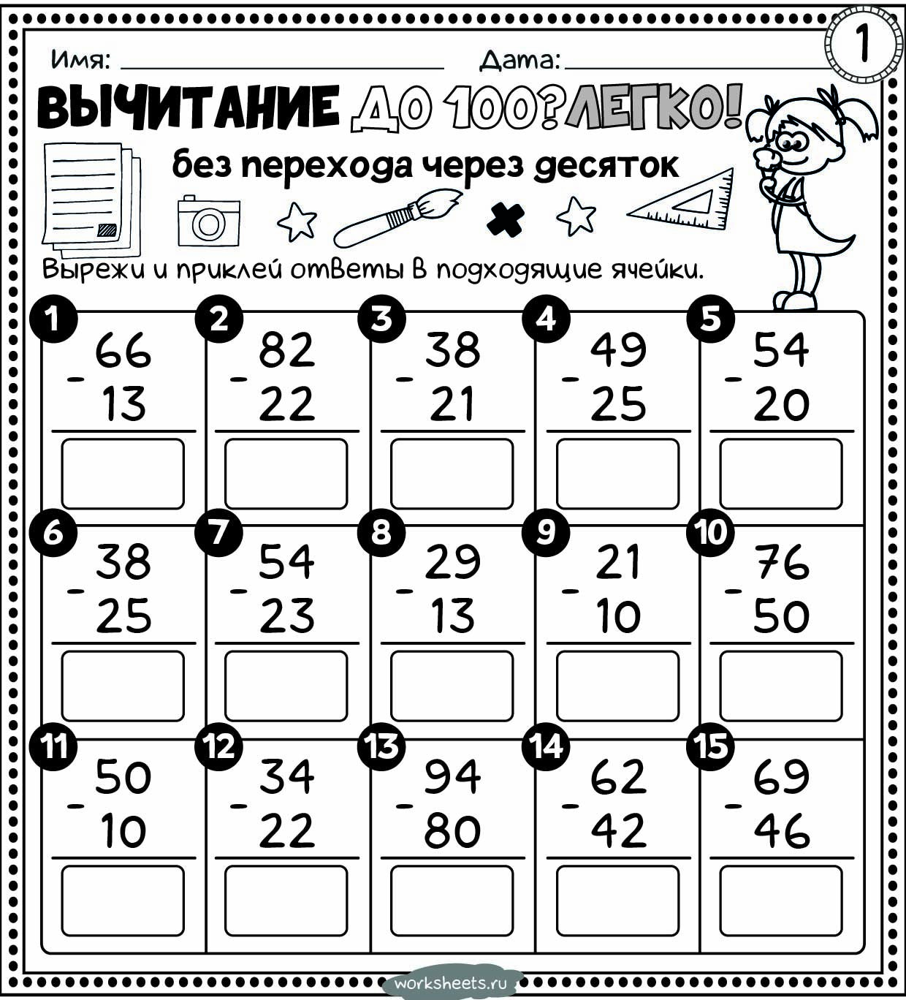 1
Имя: Дата:
ВЫЧИТАНИЕ ДО 100? ЛЕГКО!
без перехода через десяток
Вырежи и приклей ответы в подходящие ячейки.
1 2 3 4 5
66 82 38 49 54
- - - - -
13 22 21 25 20
6 7 8 9 10
38 54 29 21 76
- - - - -
25 23 13 10 50
11 12 13 14 15
50 34 94 62 69
- - - - -
10 22 80 42 46
worksheets.ru